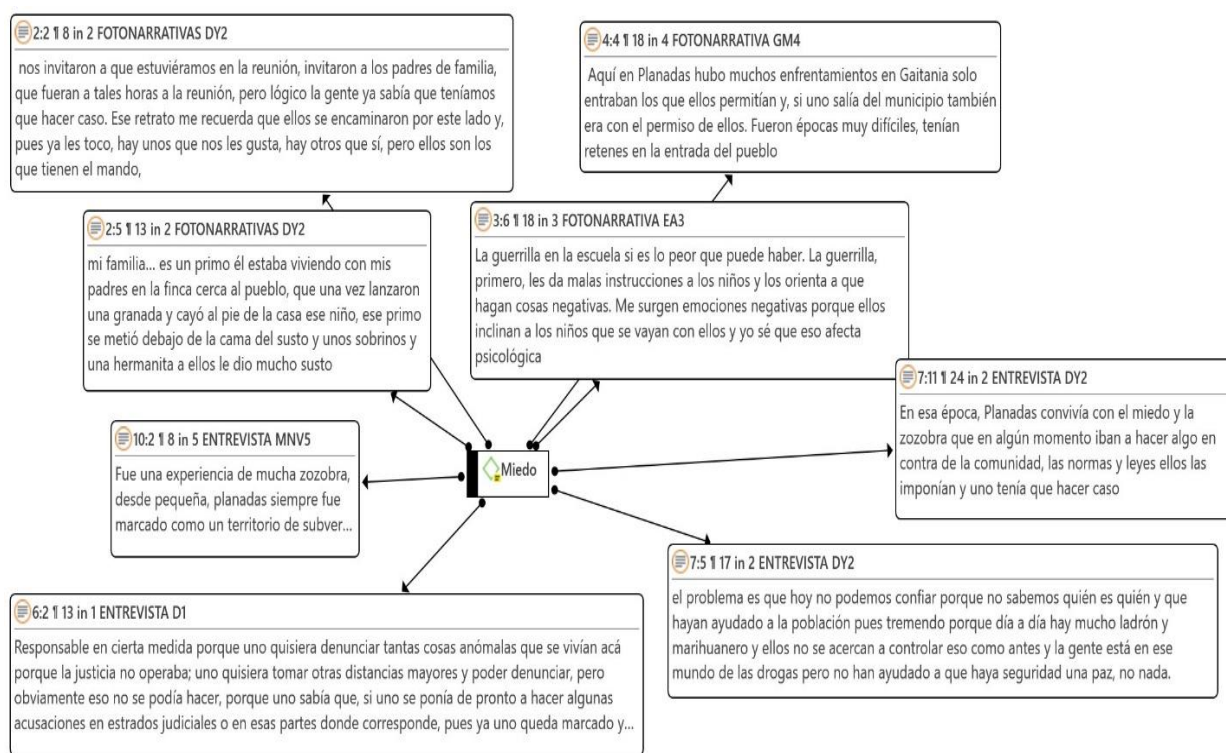 2:2 ¶ 8 in 2 FOTONARRATIVAS DY2
nos invitaron a que estuviéramos en la reunión, invitaron a los padres de familia,
que fueran a tales horas a la reunión, pero lógico la gente ya sabía que teníamos
que hacer caso. Ese retrato me recuerda que ellos se encaminaron por este lado y,
pues ya les toco, hay unos que nos les gusta, hay otros que sí, pero ellos son los
que tienen el mando,
4:4 ¶ 18 in 4 FOTONARRATIVA GM4
Aquí en Planadas hubo muchos enfrentamientos en Gaitania solo
entraban los que ellos permitían y, si uno salía del municipio también
era con el permiso de ellos. Fueron épocas muy difíciles, tenían
retenes en la entrada del pueblo
2:5 ¶ 13 in 2 FOTONARRATIVAS DY2
mi familia... es un primo él estaba viviendo con mis
padres en la finca cerca al pueblo, que una vez lanzaron
una granada y cayó al pie de la casa ese niño, ese primo
se metió debajo de la cama del susto y unos sobrinos y
una hermanita a ellos le dio mucho susto
3:6 ¶ 18 in 3 FOTONARRATIVA EA3
La guerrilla en la escuela si es lo peor que puede haber. La guerrilla,
primero, les da malas instrucciones a los niños y los orienta a que
hagan cosas negativas. Me surgen emociones negativas porque ellos
inclinan a los niños que se vayan con ellos y yo sé que eso afecta
psicológica
7:11 ¶ 24 in 2 ENTREVISTA DY2
En esa época, Planadas convivía con el miedo y la
zozobra que en algún momento iban a hacer algo en
contra de la comunidad, las normas y leyes ellos las
imponían y uno tenía que hacer caso
10:2 ¶ 8 in 5 ENTREVISTA MNV5
Fue una experiencia de mucha zozobra,
desde pequeña, planadas siempre fue
marcado como un territorio de subver...
Miedo
7:5 ¶ 17 in 2 ENTREVISTA DY2
el problema es que hoy no podemos confiar porque no sabemos quién es quién y que
hayan ayudado a la población pues tremendo porque día a día hay mucho ladrón y
marihuanero y ellos no se acercan a controlar eso como antes y la gente está en ese
mundo de las drogas pero no han ayudado a que haya seguridad una paz, no nada.
6:2 ¶ 13 in 1 ENTREVISTA D1
Responsable en cierta medida porque uno quisiera denunciar tantas cosas anómalas que se vivían acá
porque la justicia no operaba; uno quisiera tomar otras distancias mayores y poder denunciar, pero
obviamente eso no se podía hacer, porque uno sabía que, si uno se ponía de pronto a hacer algunas
acusaciones en estrados judiciales o en esas partes donde corresponde, pues ya uno queda marcado y...